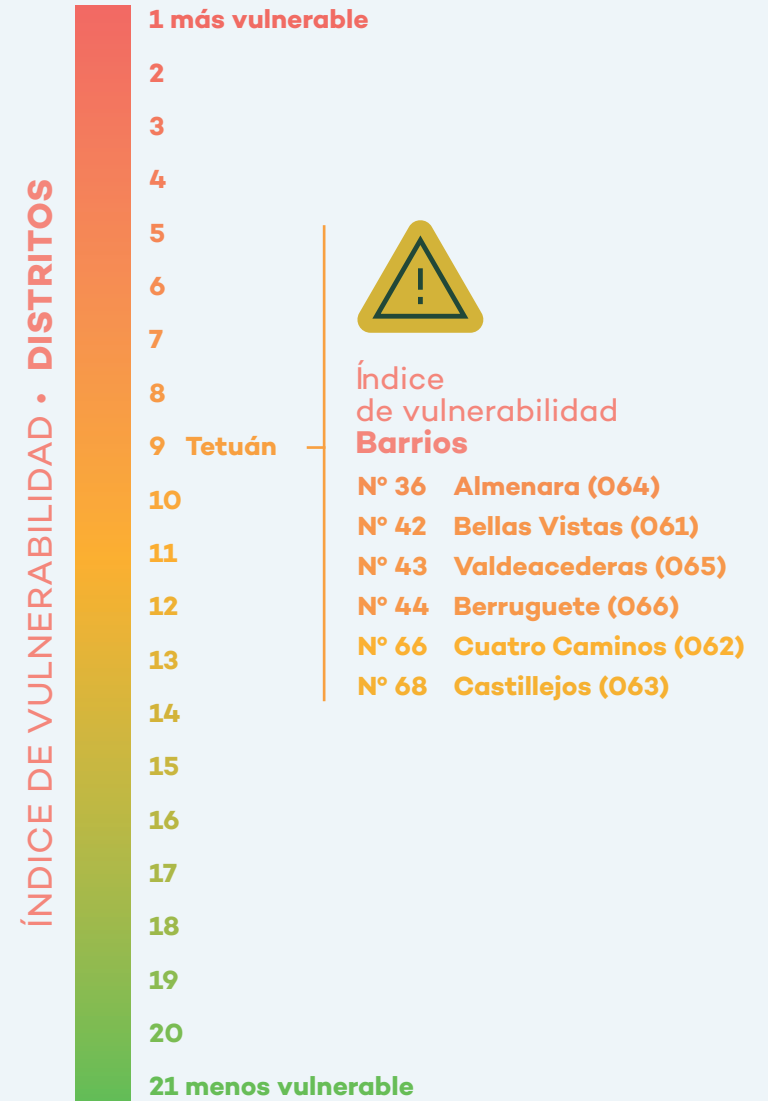 ÍNDICE DE VULNERABILIDAD • DISTRITOS
1 más vulnerable
2
3
4
5
6
7
8
9 Tetuán
10
11
12
13
14
15
16
17
18
19
20
21 menos vulnerable
Índice
de vulnerabilidad
Barrios
Nº 36 Almenara (064)
Nº 42 Bellas Vistas (061)
Nº 43 Valdeacederas (065)
Nº 44 Berruguete (066)
Nº 66 Cuatro Caminos (062)
Nº 68 Castillejos (063)